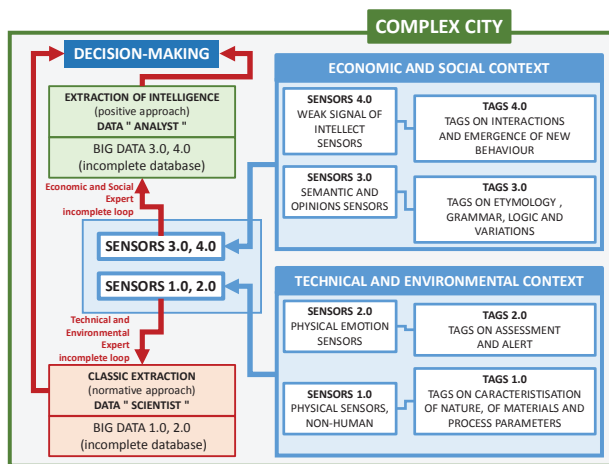 COMPLEX CITY
DECISION-MAKING
EXTRACTION OF INTELLIGENCE
(positive approach)
DATA " ANALYST "
BIG DATA 3.0, 4.0
(incomplete database)
Economic and Social
Expert
incomplete loop
SENSORS 3.0, 4.0
SENSORS 1.0, 2.0
Technical and
Environmental
Expert
incomplete loop
CLASSIC EXTRACTION
(normative approach)
DATA " SCIENTIST "
BIG DATA 1.0, 2.0
(incomplete database)
ECONOMIC AND SOCIAL CONTEXT
SENSORS 4.0
WEAK SIGNAL OF
INTELLECT
SENSORS
TAGS 4.0
TAGS ON INTERACTIONS
AND EMERGENCE OF NEW
BEHAVIOUR
SENSORS 3.0
SEMANTIC AND
OPINIONS SENSORS
TAGS 3.0
TAGS ON ETYMOLOGY ,
GRAMMAR, LOGIC AND
VARIATIONS
TECHNICAL AND ENVIRONMENTAL CONTEXT
SENSORS 2.0
PHYSICAL EMOTION
SENSORS
TAGS 2.0
TAGS ON ASSESSMENT
AND ALERT
SENSORS 1.0
PHYSICAL SENSORS,
NON-HUMAN
TAGS 1.0
TAGS ON CARACTERISTISATION
OF NATURE, OF MATERIALS AND
PROCESS PARAMETERS